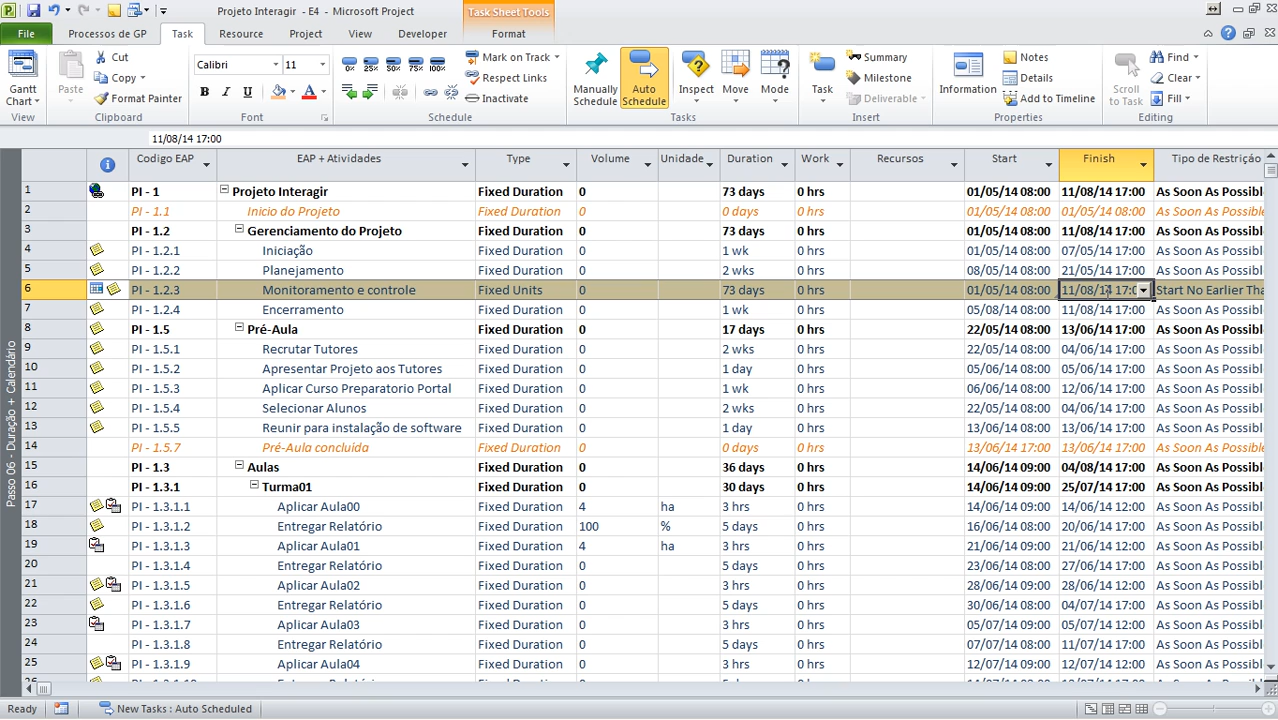 Projeto Interagir - E4 - Microsoft Project
Task Sheet Tools
File Processos de GP Task Resource Project View Developer Format
Gantt Chart
View
Paste
Cut
Copy
Format Painter
Clipboard
Calibri 11
B I U A
Font
0% 25% 50% 75% 100%
Mark on Track
Respect Links
Inactivate
Schedule
Manually Schedule
Auto Schedule
Inspect
Move
Mode
Tasks
Task
Summary
Milestone
Deliverable
Insert
Information
Notes
Details
Add to Timeline
Properties
Scroll to Task
Find
Clear
Fill
Editing
11/08/14 17:00
Codigo EAP EAP + Atividades Type Volume Unidade Duration Work Recursos Start Finish Tipo de Restrição
1 PI - 1 Projeto Interagir Fixed Duration 0 73 days 0 hrs 01/05/14 08:00 11/08/14 17:00 As Soon As Possibl
2 PI - 1.1 Inicio do Projeto Fixed Duration 0 0 days 0 hrs 01/05/14 08:00 01/05/14 08:00 As Soon As Possible
3 PI - 1.2 Gerenciamento do Projeto Fixed Duration 0 73 days 0 hrs 01/05/14 08:00 11/08/14 17:00 As Soon As Possibl
4 PI - 1.2.1 Iniciação Fixed Duration 0 1 wk 0 hrs 01/05/14 08:00 07/05/14 17:00 As Soon As Possibl
5 PI - 1.2.2 Planejamento Fixed Duration 0 2 wks 0 hrs 08/05/14 08:00 21/05/14 17:00 As Soon As Possibl
6 PI - 1.2.3 Monitoramento e controle Fixed Units 0 73 days 0 hrs 01/05/14 08:00 11/08/14 17:00 Start No Earlier Tha
7 PI - 1.2.4 Encerramento Fixed Duration 0 1 wk 0 hrs 05/08/14 08:00 11/08/14 17:00 As Soon As Possibl
8 PI - 1.5 Pré-Aula Fixed Duration 0 17 days 0 hrs 22/05/14 08:00 13/06/14 17:00 As Soon As Possibl
9 PI - 1.5.1 Recrutar Tutores Fixed Duration 0 2 wks 0 hrs 22/05/14 08:00 04/06/14 17:00 As Soon As Possibl
10 PI - 1.5.2 Apresentar Projeto aos Tutores Fixed Duration 0 1 day 0 hrs 05/06/14 08:00 05/06/14 17:00 As Soon As Possibl
11 PI - 1.5.3 Aplicar Curso Preparatorio Portal Fixed Duration 0 1 wk 0 hrs 06/06/14 08:00 12/06/14 17:00 As Soon As Possibl
12 PI - 1.5.4 Selecionar Alunos Fixed Duration 0 2 wks 0 hrs 22/05/14 08:00 04/06/14 17:00 As Soon As Possibl
13 PI - 1.5.5 Reunir para instalação de software Fixed Duration 0 1 day 0 hrs 13/06/14 08:00 13/06/14 17:00 As Soon As Possibl
14 PI - 1.5.7 Pré-Aula concluida Fixed Duration 0 0 days 0 hrs 13/06/14 17:00 13/06/14 17:00 As Soon As Possible
15 PI - 1.3 Aulas Fixed Duration 0 36 days 0 hrs 14/06/14 09:00 04/08/14 17:00 As Soon As Possibl
16 PI - 1.3.1 Turma01 Fixed Duration 0 30 days 0 hrs 14/06/14 09:00 25/07/14 17:00 As Soon As Possibl
17 PI - 1.3.1.1 Aplicar Aula00 Fixed Duration 4 ha 3 hrs 0 hrs 14/06/14 09:00 14/06/14 12:00 As Soon As Possibl
18 PI - 1.3.1.2 Entregar Relatório Fixed Duration 100 % 5 days 0 hrs 16/06/14 08:00 20/06/14 17:00 As Soon As Possibl
19 PI - 1.3.1.3 Aplicar Aula01 Fixed Duration 4 ha 3 hrs 0 hrs 21/06/14 09:00 21/06/14 12:00 As Soon As Possibl
20 PI - 1.3.1.4 Entregar Relatório Fixed Duration 0 5 days 0 hrs 23/06/14 08:00 27/06/14 17:00 As Soon As Possibl
21 PI - 1.3.1.5 Aplicar Aula02 Fixed Duration 0 3 hrs 0 hrs 28/06/14 09:00 28/06/14 12:00 As Soon As Possibl
22 PI - 1.3.1.6 Entregar Relatório Fixed Duration 0 5 days 0 hrs 30/06/14 08:00 04/07/14 17:00 As Soon As Possibl
23 PI - 1.3.1.7 Aplicar Aula03 Fixed Duration 0 3 hrs 0 hrs 05/07/14 09:00 05/07/14 12:00 As Soon As Possibl
24 PI - 1.3.1.8 Entregar Relatório Fixed Duration 0 5 days 0 hrs 07/07/14 08:00 11/07/14 17:00 As Soon As Possibl
25 PI - 1.3.1.9 Aplicar Aula04 Fixed Duration 0 3 hrs 0 hrs 12/07/14 09:00 12/07/14 12:00 As Soon As Possibl
Passo 06 - Duração + Calendário
Ready New Tasks : Auto Scheduled